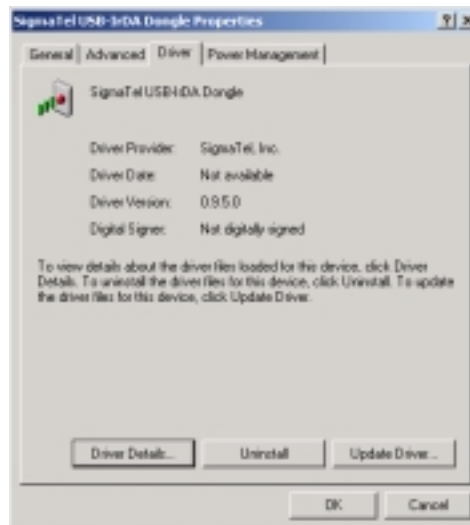 SigmaTel USB-IrDA Dongle Properties
? x
General Advanced Driver Power Management
SigmaTel USB-IrDA Dongle
Driver Provider: SigmaTel, Inc.
Driver Date: Not available
Driver Version: 0.9.5.0
Digital Signer: Not digitally signed
To view details about the driver files loaded for this device, click Driver
Details. To uninstall the driver files for this device, click Uninstall. To update
the driver files for this device, click Update Driver.
Driver Details... Uninstall Update Driver...
OK Cancel